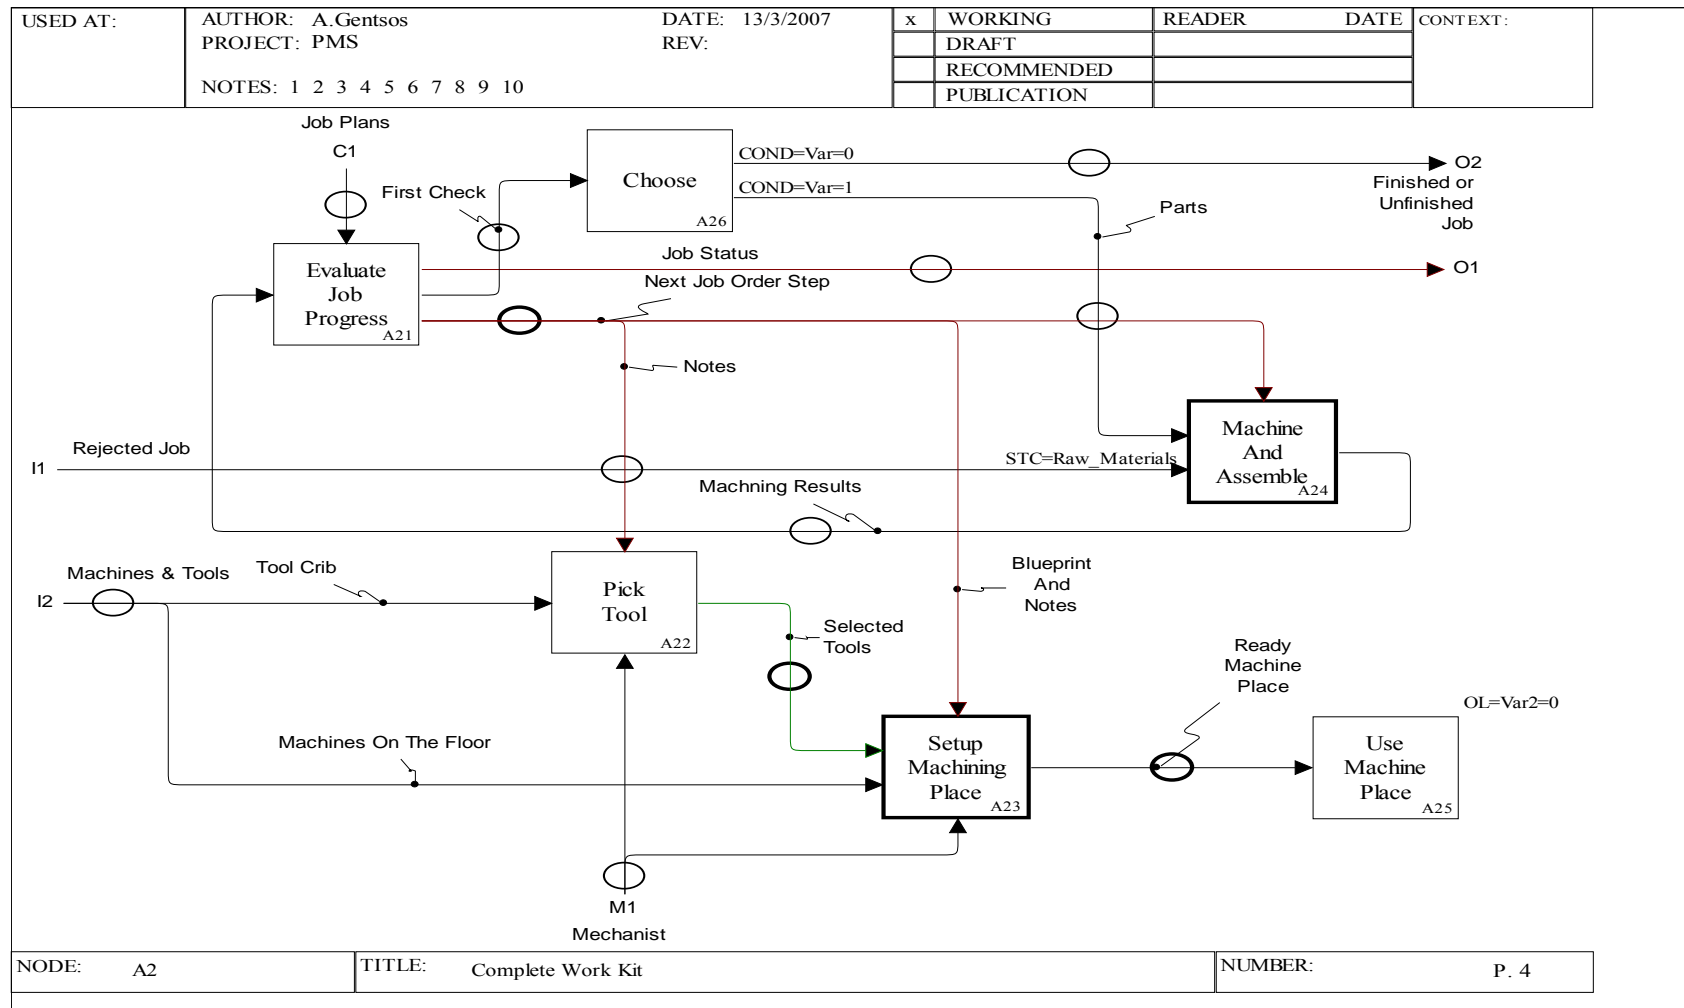 USED AT:
AUTHOR: A.Gentsos
DATE: 13/3/2007
PROJECT: PMS
REV:
NOTES: 1 2 3 4 5 6 7 8 9 10
x WORKING
DRAFT
RECOMMENDED
PUBLICATION
READER DATE
CONTEXT:
Job Plans
C1
First Check
Choose
A26
COND=Var=0
COND=Var=1
O2
Finished or
Unfinished
Job
Parts
Evaluate
Job
Progress
A21
Job Status
O1
Next Job Order Step
Notes
I1
Rejected Job
STC=Raw_Materials
Machine
And
Assemble
A24
Machning Results
I2
Machines & Tools
Tool Crib
Pick
Tool
A22
Blueprint
And
Notes
Selected
Tools
Ready
Machine
Place
OL=Var2=0
Machines On The Floor
Setup
Machining
Place
A23
Use
Machine
Place
A25
M1
Mechanist
NODE: A2
TITLE: Complete Work Kit
NUMBER: P. 4